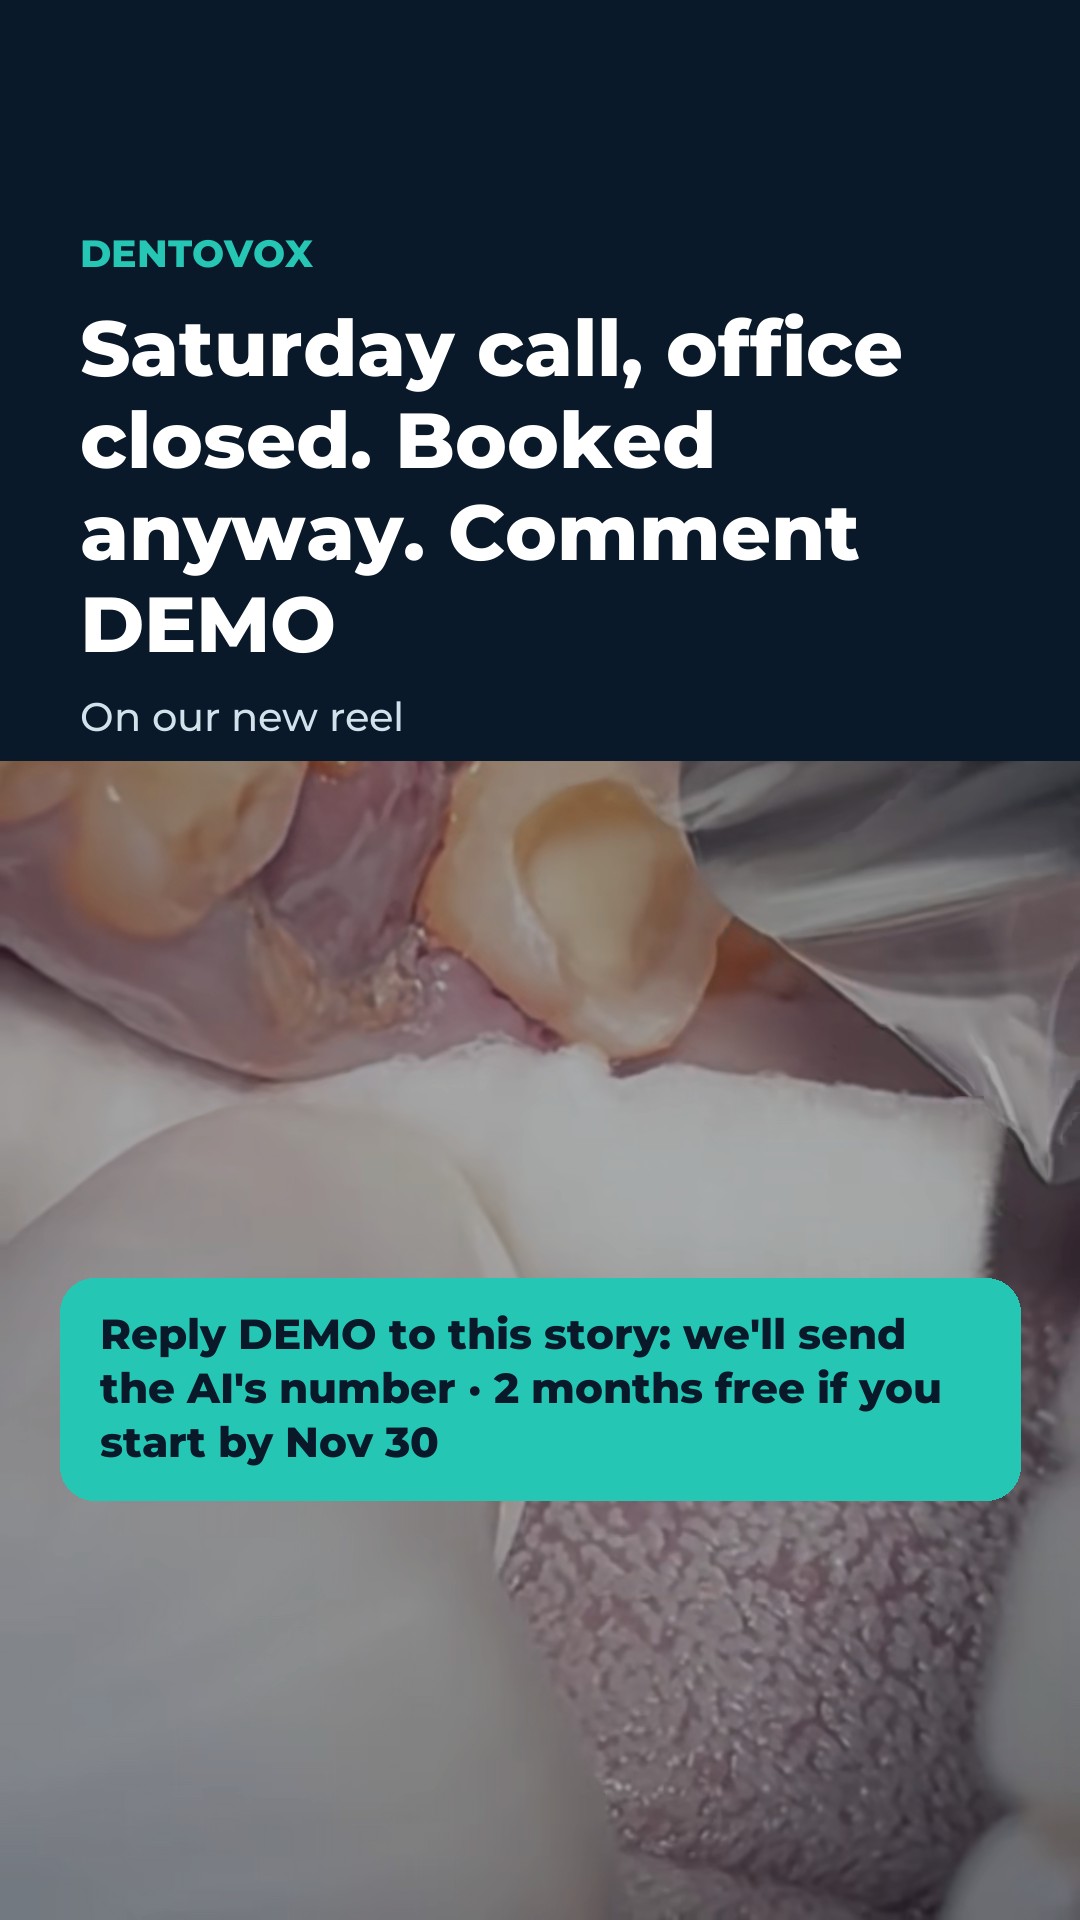 DENTOVOX
Saturday call, office
closed. Booked
anyway. Comment
DEMO
On our new reel
Reply DEMO to this story: we'll send
the AI's number • 2 months free if you
start by Nov 30